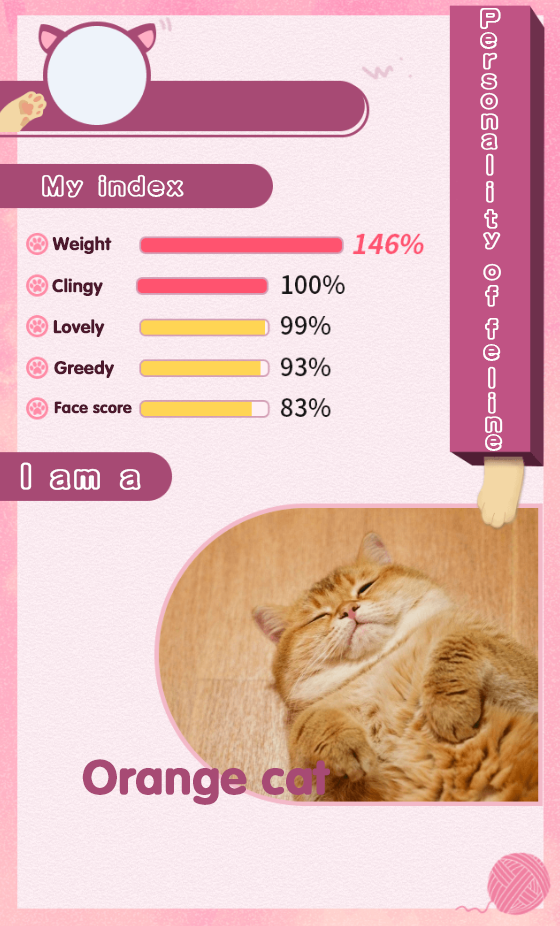 Personality of feline
My index
Weight 146%
Clingy 100%
Lovely 99%
Greedy 93%
Face score 83%
I am a
Orange cat